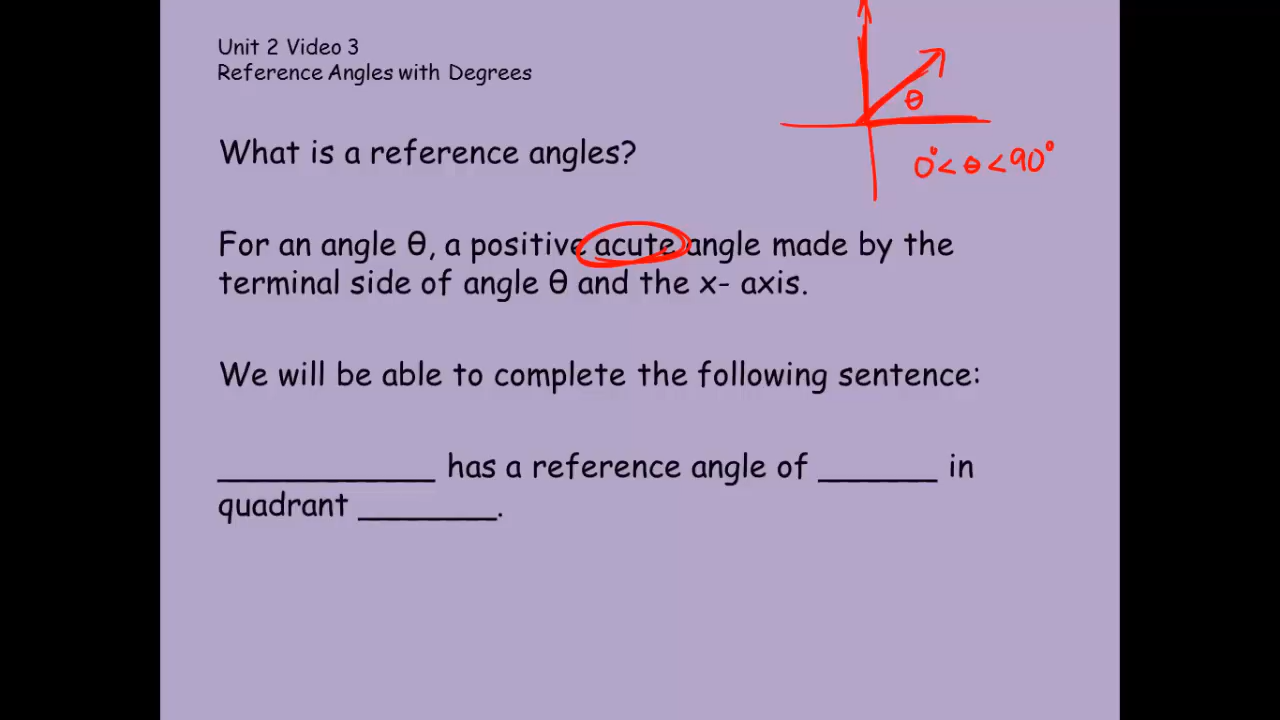 Unit 2 Video 3
Reference Angles with Degrees
θ
0° < θ < 90°
What is a reference angles?
For an angle θ, a positive acute angle made by the
terminal side of angle θ and the x- axis.
We will be able to complete the following sentence:
____________ has a reference angle of _______ in
quadrant ________.